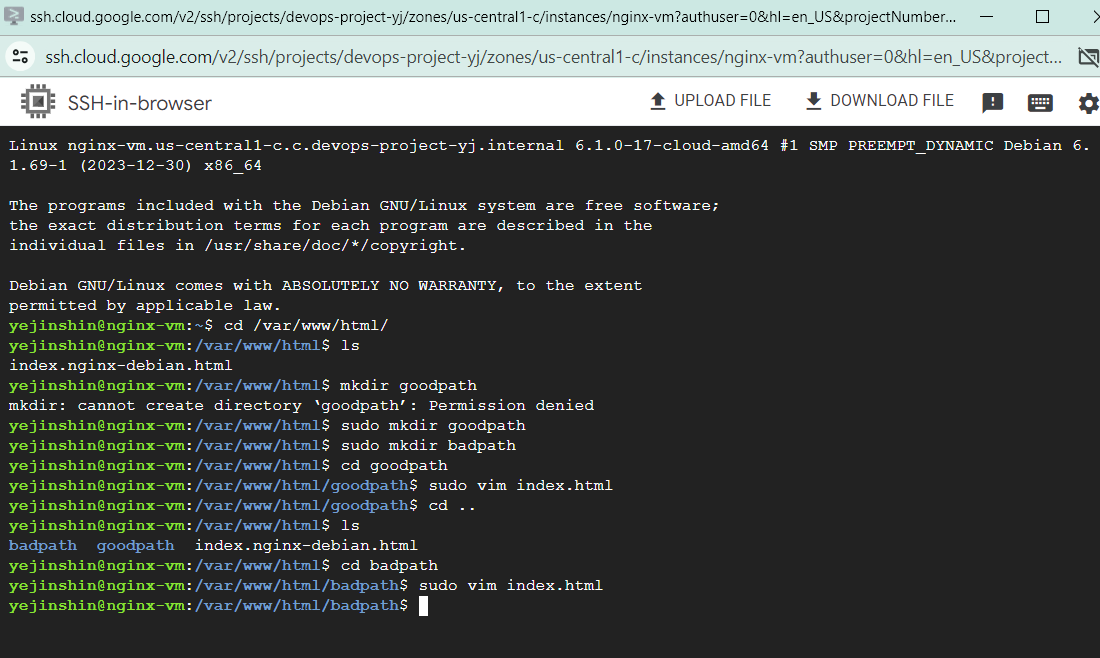 ssh.cloud.google.com/v2/ssh/projects/devops-project-yj/zones/us-central1-c/instances/nginx-vm?authuser=0&hl=en_US&projectNumber...
ssh.cloud.google.com/v2/ssh/projects/devops-project-yj/zones/us-central1-c/instances/nginx-vm?authuser=0&hl=en_US&project...
SSH-in-browser
UPLOAD FILE
DOWNLOAD FILE
Linux nginx-vm.us-central1-c.c.devops-project-yj.internal 6.1.0-17-cloud-amd64 #1 SMP PREEMPT_DYNAMIC Debian 6.
1.69-1 (2023-12-30) x86_64
The programs included with the Debian GNU/Linux system are free software;
the exact distribution terms for each program are described in the
individual files in /usr/share/doc/*/copyright.
Debian GNU/Linux comes with ABSOLUTELY NO WARRANTY, to the extent
permitted by applicable law.
yejinshin@nginx-vm:~$ cd /var/www/html/
yejinshin@nginx-vm:/var/www/html$ ls
index.nginx-debian.html
yejinshin@nginx-vm:/var/www/html$ mkdir goodpath
mkdir: cannot create directory ‘goodpath’: Permission denied
yejinshin@nginx-vm:/var/www/html$ sudo mkdir goodpath
yejinshin@nginx-vm:/var/www/html$ sudo mkdir badpath
yejinshin@nginx-vm:/var/www/html$ cd goodpath
yejinshin@nginx-vm:/var/www/html/goodpath$ sudo vim index.html
yejinshin@nginx-vm:/var/www/html/goodpath$ cd ..
yejinshin@nginx-vm:/var/www/html$ ls
badpath  goodpath  index.nginx-debian.html
yejinshin@nginx-vm:/var/www/html$ cd badpath
yejinshin@nginx-vm:/var/www/html/badpath$ sudo vim index.html
yejinshin@nginx-vm:/var/www/html/badpath$